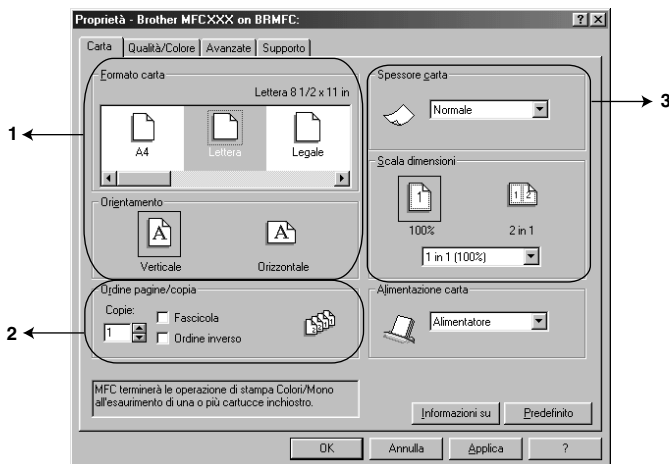 Proprietà - Brother MFCXXX on BRMFC:
Carta Qualità/Colore Avanzate Supporto
Formato carta
Lettera 8 1/2 x 11 in
A4 Lettera Legale
Orientamento
Verticale Orizzontale
Ordine pagine/copia
Copie:
1
Fascicola
Ordine inverso
Spessore carta
Normale
Scala dimensioni
100% 2 in 1
1 in 1 (100%)
Alimentazione carta
Alimentatore
MFC terminerà le operazione di stampa Colori/Mono
all'esaurimento di una o più cartucce inchiostro.
Informazioni su Predefinito
OK Annulla Applica ?
1
2
3